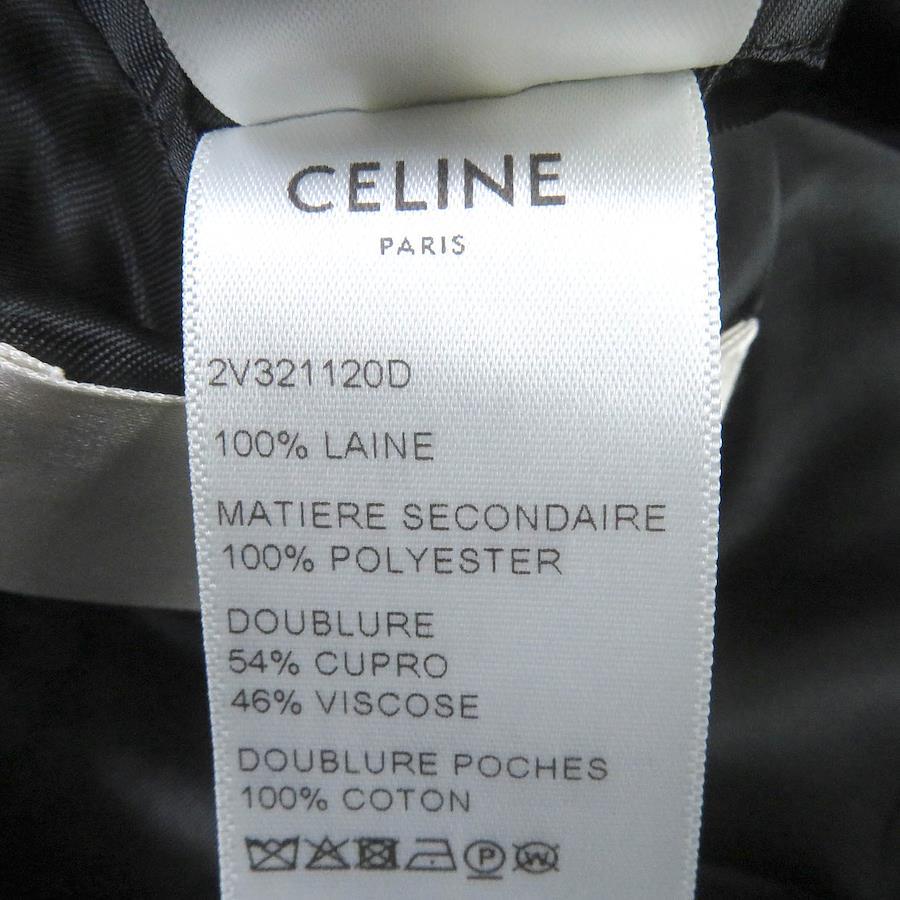 CELINE
PARIS
2V321120D
100% LAINE
MATIERE SECONDAIRE
100% POLYESTER
DOUBLURE
54% CUPRO
46% VISCOSE
DOUBLURE POCHES
100% COTON
P W